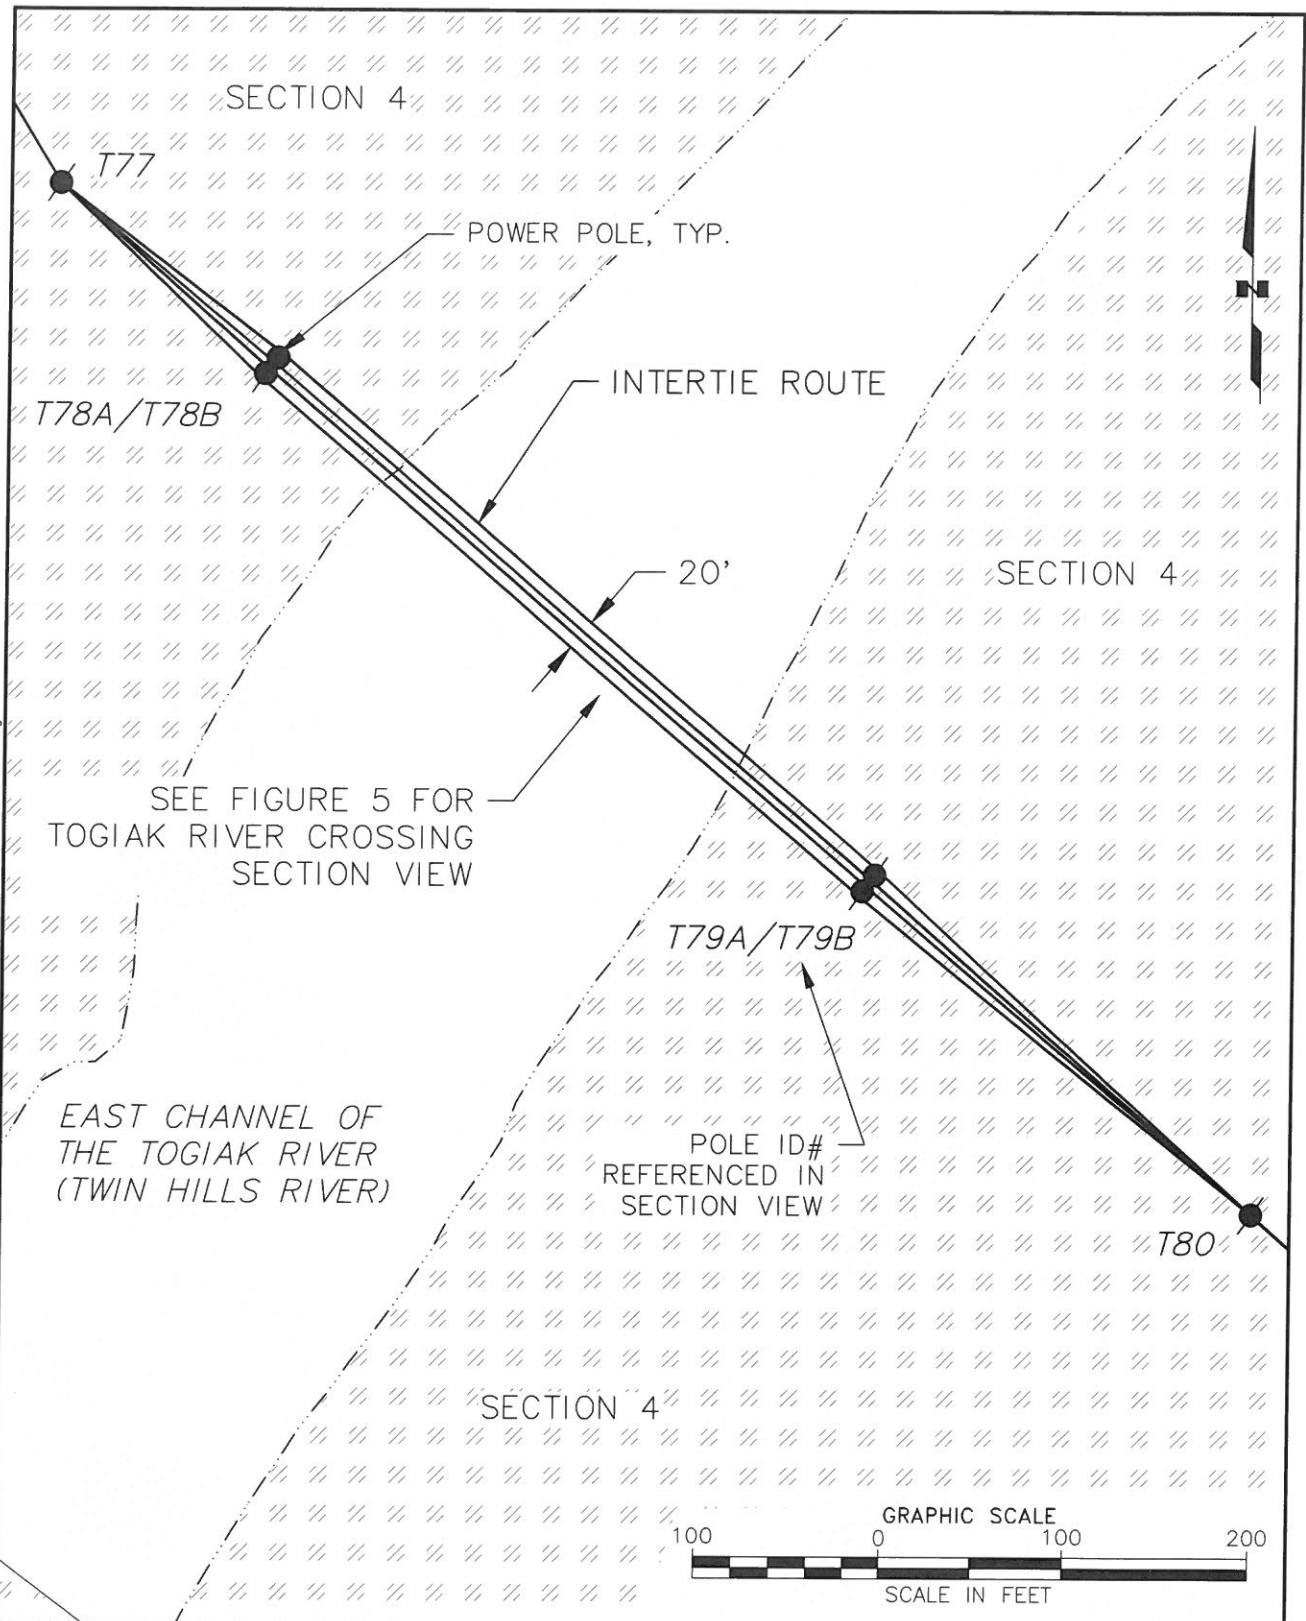 SECTION 4
T77
POWER POLE, TYP.
T78A/T78B
INTERTIE ROUTE
20'
SECTION 4
SEE FIGURE 5 FOR
TOGIAK RIVER CROSSING
SECTION VIEW
T79A/T79B
EAST CHANNEL OF
THE TOGIAK RIVER
(TWIN HILLS RIVER)
POLE ID#
REFERENCED IN
SECTION VIEW
T80
SECTION 4
GRAPHIC SCALE
100 0 100 200
SCALE IN FEET
N